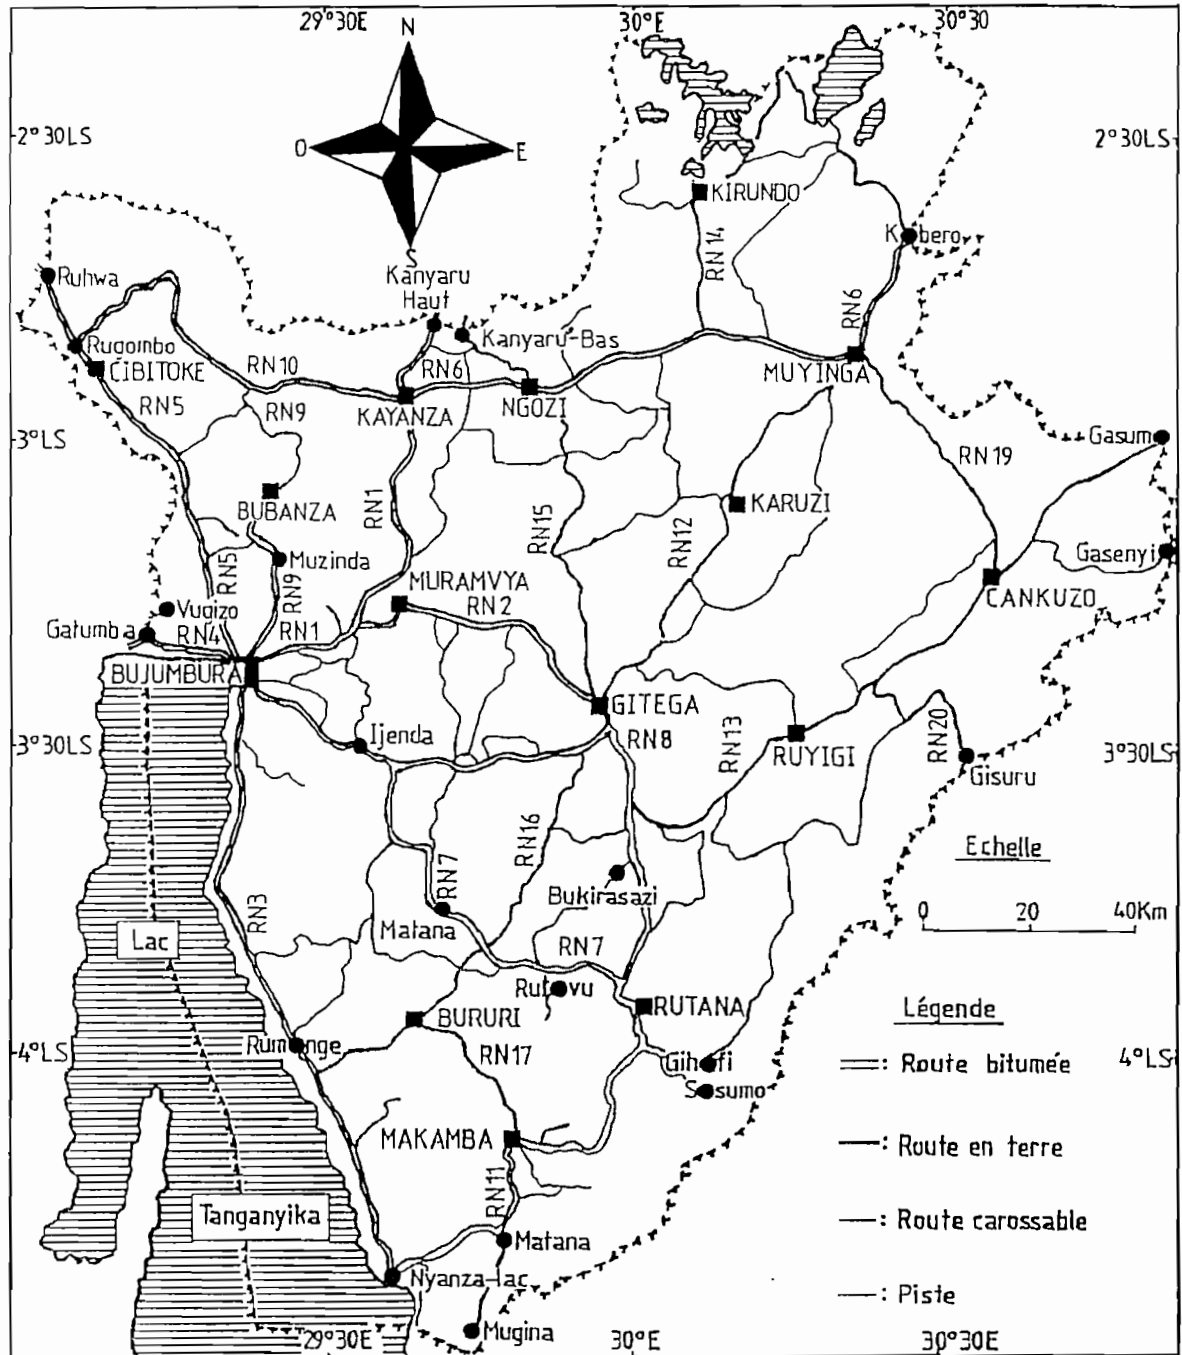 29°30E
30°E
30°30
N
2°30LS
O
E
2°30LS
S
KIRUNDO
RN14
Kobero
Ruhwa
Kanyaru
Haut
Kanyaru-Bas
RN6
Rugombo
CIBITOKE
RN10
RN6
MUYINGA
RN5
RN9
KAYANZA
NGOZI
3°LS
Gasum
RN19
BUBANZA
RN1
RN15
RN12
KARUZI
Gasenyi
RN5
Muzinda
RN9
MURAMVYA
RN2
CANKUZO
Vugizo
Gatumba
RN4
RN1
BUJUMBURA
GITEGA
Ijenda
RN8
RN13
RUYIGI
RN20
3°30LS
3°30LS
Gisuru
RN16
Echelle
RN7
Bukirasazi
RN3
Matana
0
20
40Km
Lac
RN7
Rutovu
RUTANA
Légende
BURURI
Rumonge
RN17
4°LS
Gihofi
4°LS
Sosumo
: Route bitumée
MAKAMBA
: Route en terre
RN11
Tanganyika
: Route carossable
Matana
Nyanza-lac
: Piste
Mugina
29°30E
30°E
30°30E